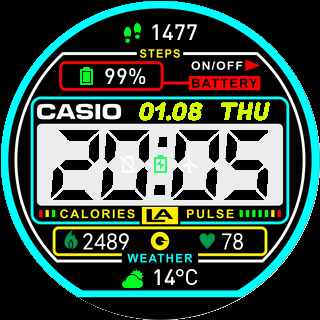 1477
STEPS
99% ON/OFF
BATTERY
CASIO 01.08 THU
20:05
CALORIES LA PULSE
2489 78
WEATHER
14°C